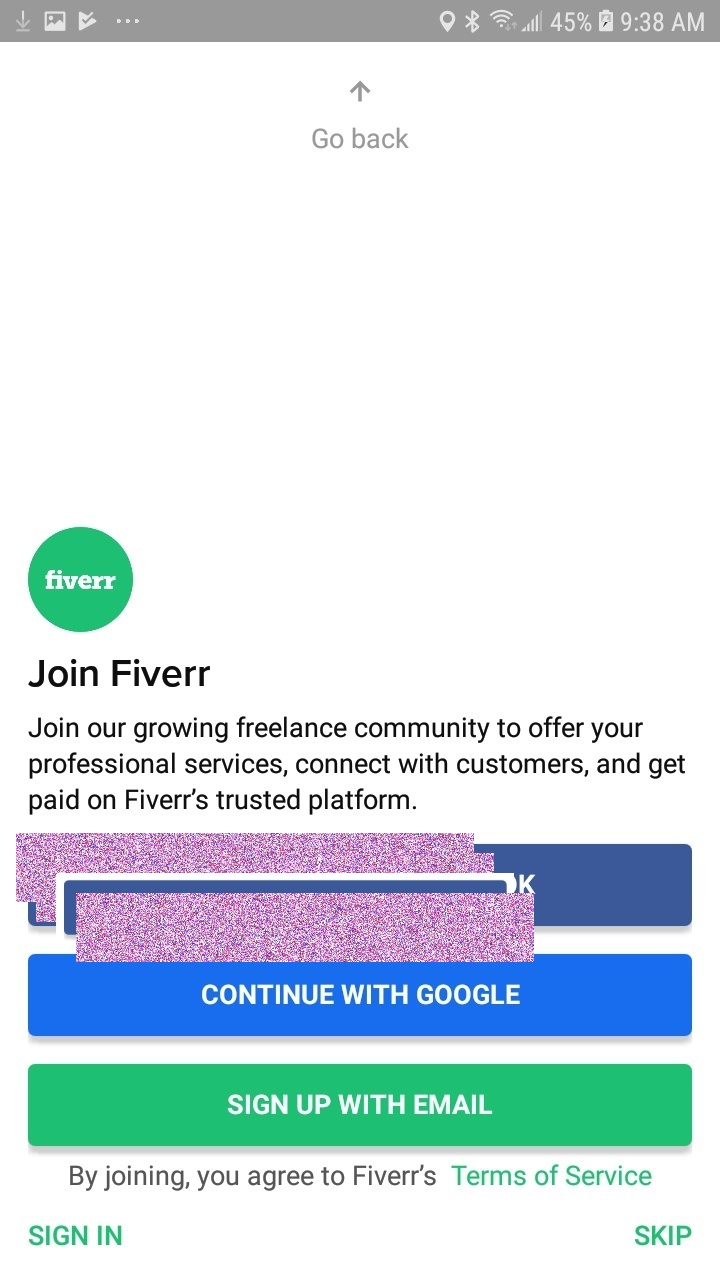 45% 9:38 AM
Go back
fiverr
Join Fiverr
Join our growing freelance community to offer your
professional services, connect with customers, and get
paid on Fiverr's trusted platform.
CONTINUE WITH GOOGLE
SIGN UP WITH EMAIL
By joining, you agree to Fiverr's Terms of Service
SIGN IN SKIP